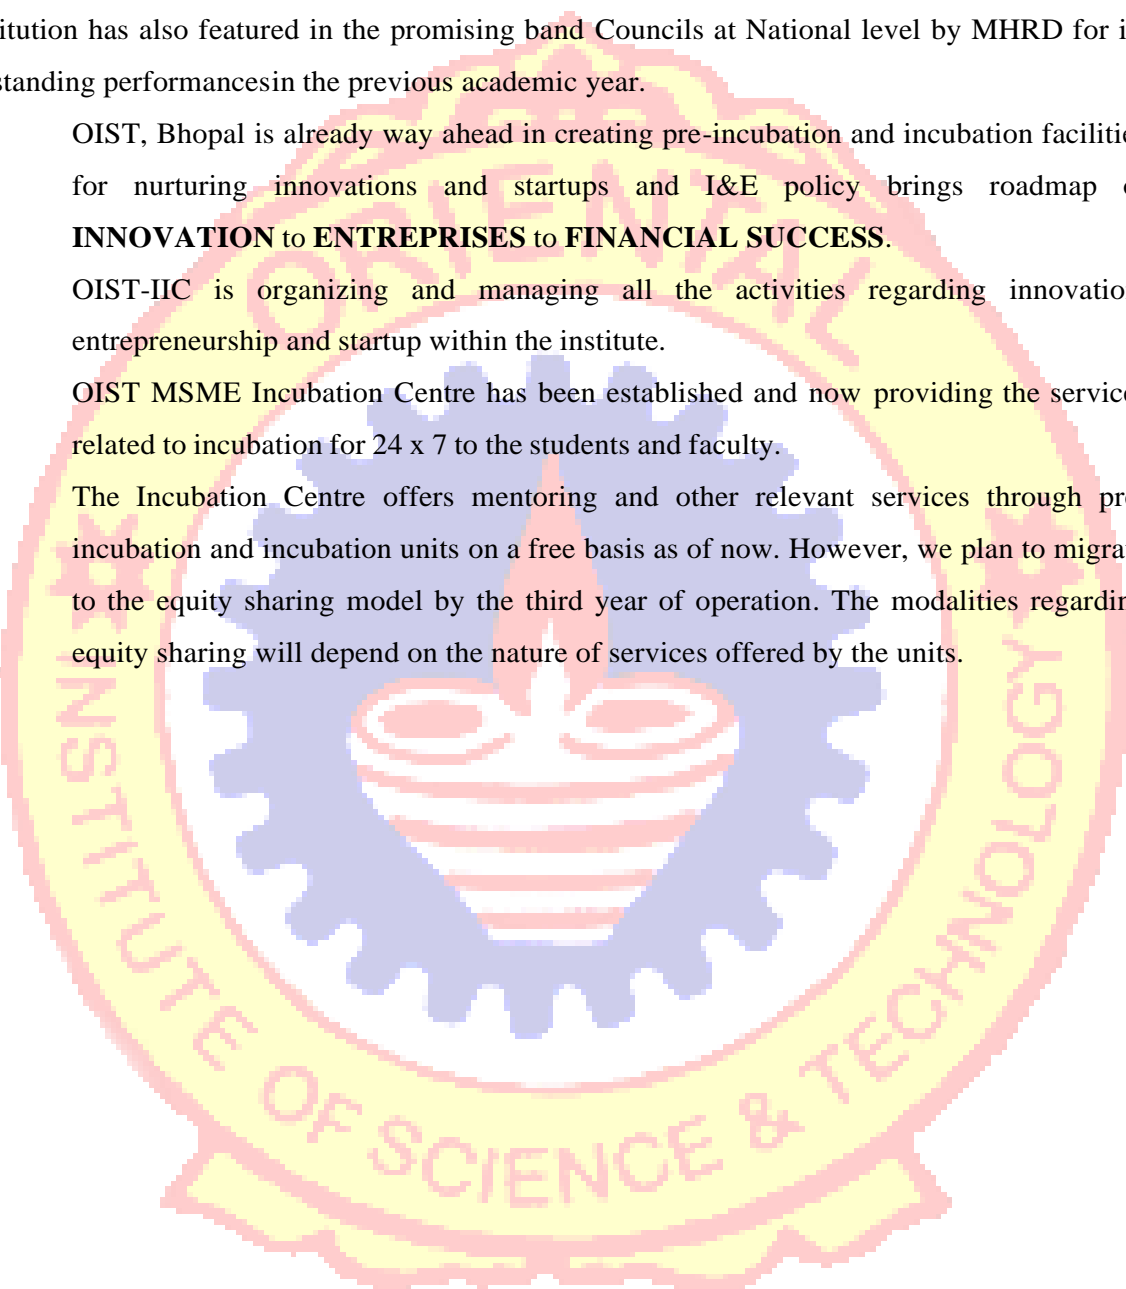 itution has also featured in the promising band Councils at National level by MHRD for i
standing performancesin the previous academic year.
OIST, Bhopal is already way ahead in creating pre-incubation and incubation facilitie
for nurturing innovations and startups and I&E policy brings roadmap
INNOVATION to ENTREPRISES to FINANCIAL SUCCESS.
OIST-IIC is organizing and managing all the activities regarding innovation
entrepreneurship and startup within the institute.
OIST MSME Incubation Centre has been established and now providing the service
related to incubation for 24 x 7 to the students and faculty.
The Incubation Centre offers mentoring and other relevant services through pre
incubation and incubation units on a free basis as of now. However, we plan to migrat
to the equity sharing model by the third year of operation. The modalities regardin
equity sharing will depend on the nature of services offered by the units.
ORIENTAL
INSTITUTE OF SCIENCE & TECHNOLOGY